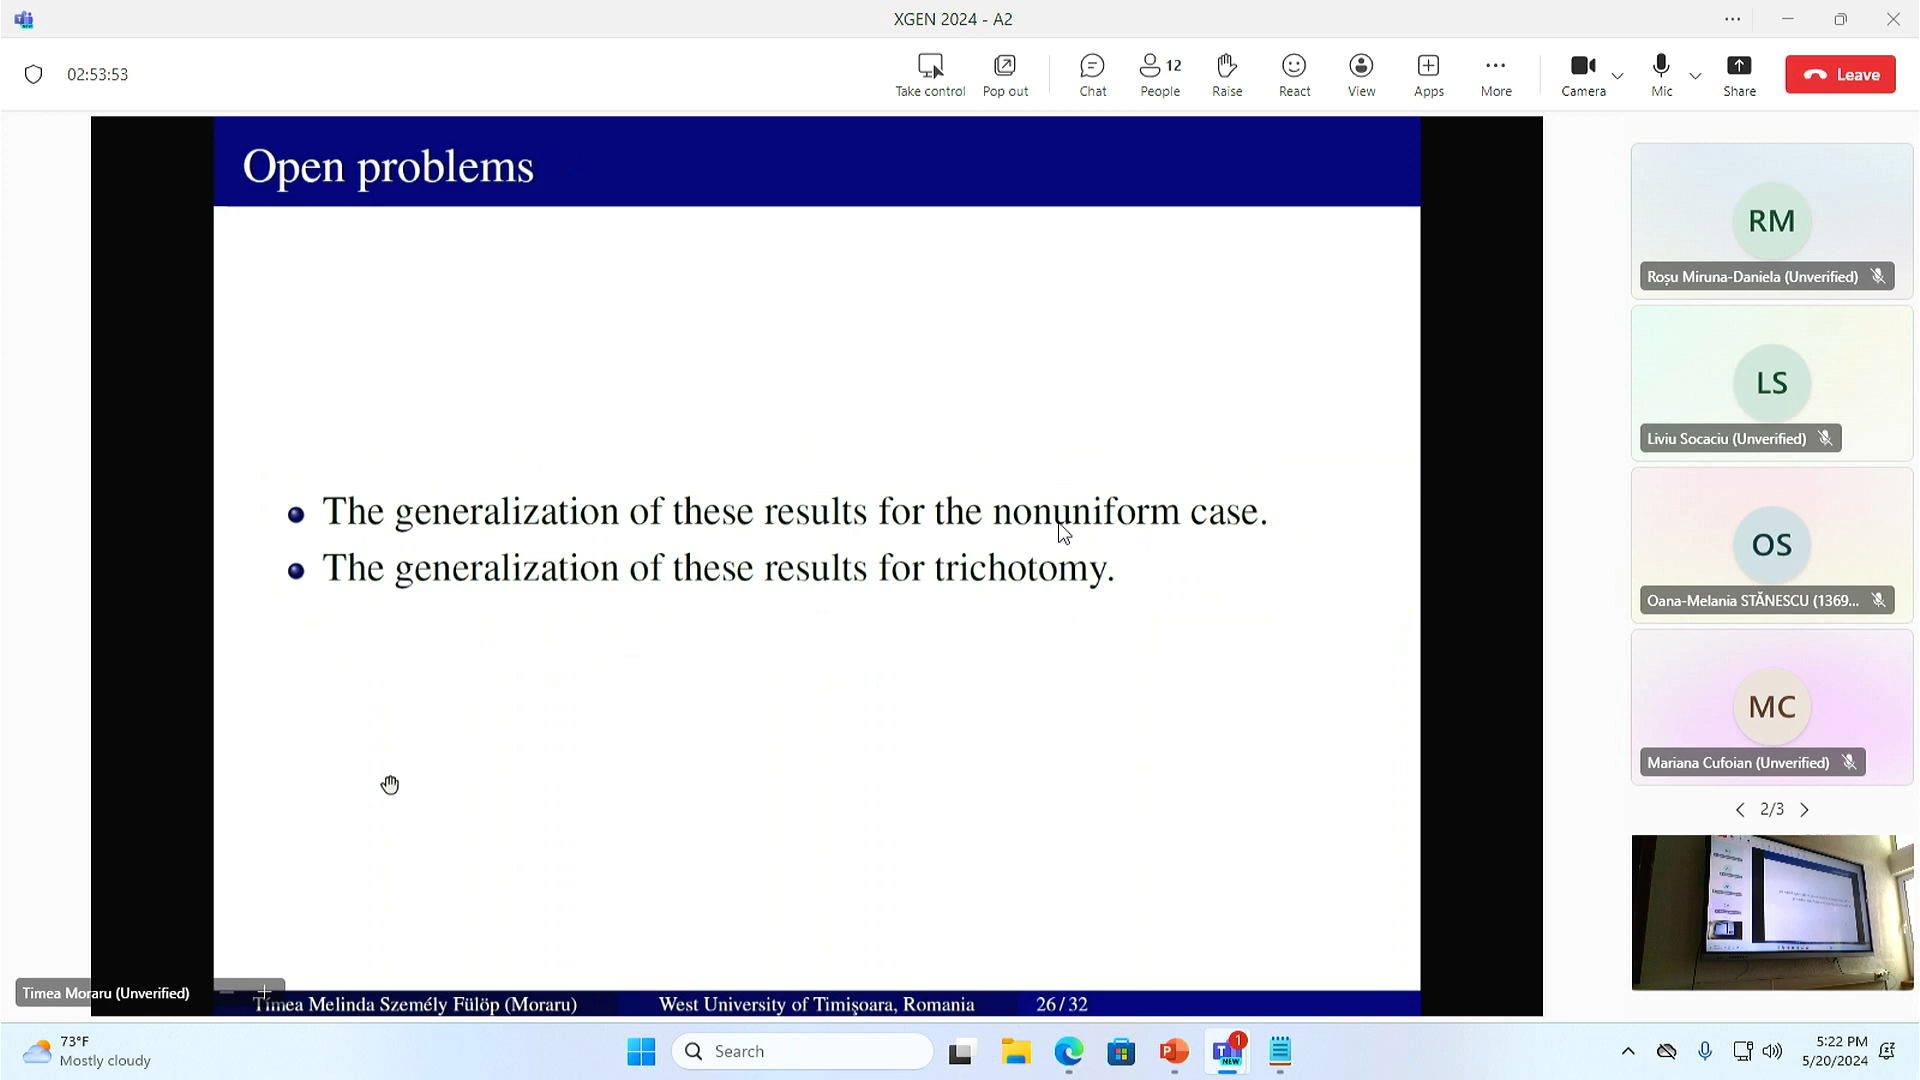 XGEN 2024 - A2
02:53:53
Take control
Pop out
Chat
12
People
Raise
React
View
Apps
More
Camera
Mic
Share
Leave
Open problems
The generalization of these results for the nonuniform case.
The generalization of these results for trichotomy.
RM
Roșu Miruna-Daniela (Unverified)
LS
Liviu Socaciu (Unverified)
OS
Oana-Melania STĂNESCU (1369...
MC
Mariana Cufoian (Unverified)
2/3
Timea Moraru (Unverified)
Tímea Melinda Személy Fülöp (Moraru)
West University of Timişoara, Romania
26/32
73°F
Mostly cloudy
Search
1
NEW
5:22 PM
5/20/2024